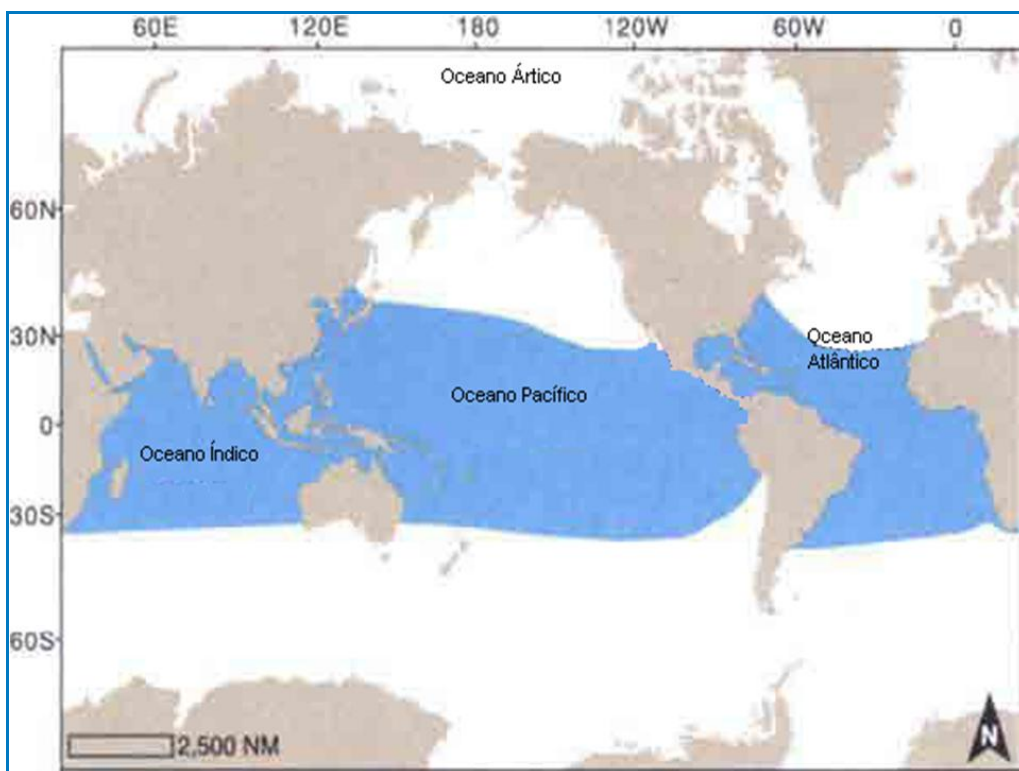 60E 120E 180 120W 60W 0
Oceano Ártico
60N
30N
Oceano
Atlântico
Oceano Pacífico
0
Oceano Índico
30S
60S
2,500 NM
N